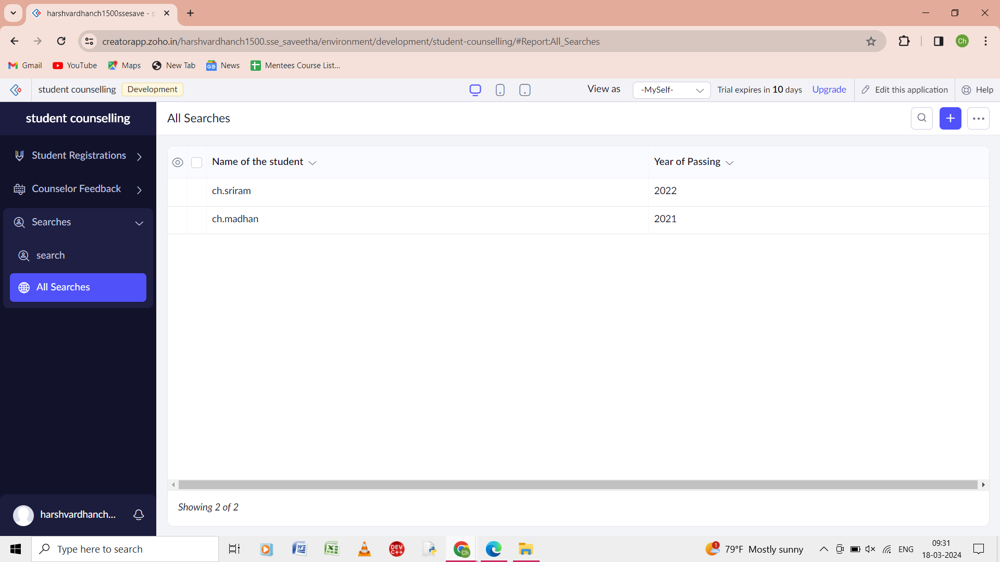 harshvardhanch1500ssesave - s
creatorapp.zoho.in/harshvardhanch1500.sse_saveetha/environment/development/student-counselling/#Report:All_Searches
Ch
Gmail
YouTube
Maps
New Tab
News
Mentees Course List...
student counselling
Development
View as
-MySelf-
Trial expires in 10 days
Upgrade
Edit this application
Help
student counselling
Student Registrations
Counselor Feedback
Searches
search
All Searches
harshvardhanch...
All Searches
Name of the student
Year of Passing
ch.sriram
2022
ch.madhan
2021
Showing 2 of 2
Type here to search
DEV
C++
Ch
1
79°F Mostly sunny
ENG
09:31
18-03-2024